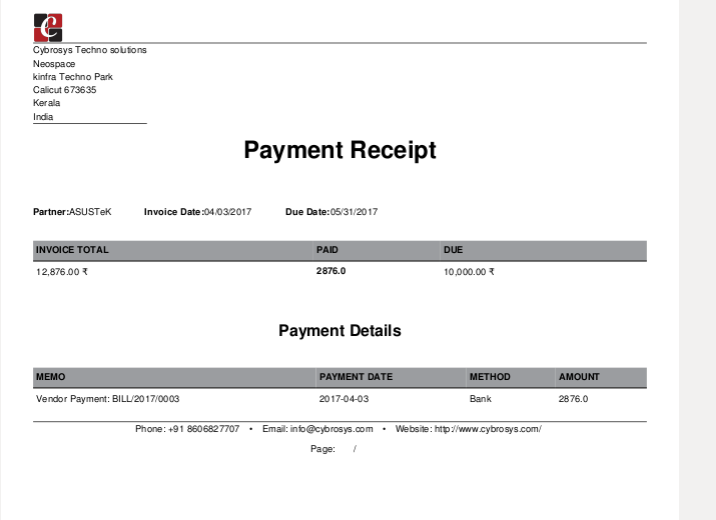 C
Cybrosys Techno solutions
Neospace
kinfra Techno Park
Calicut 673635
Kerala
India
Payment Receipt
Partner:ASUSTeK Invoice Date:04/03/2017 Due Date:05/31/2017
INVOICE TOTAL PAID DUE
12,876.00 ₹ 2876.0 10,000.00 ₹
Payment Details
MEMO PAYMENT DATE METHOD AMOUNT
Vendor Payment: BILL/2017/0003 2017-04-03 Bank 2876.0
Phone: +91 8606827707 • Email: info@cybrosys.com • Website: http://www.cybrosys.com/
Page: /